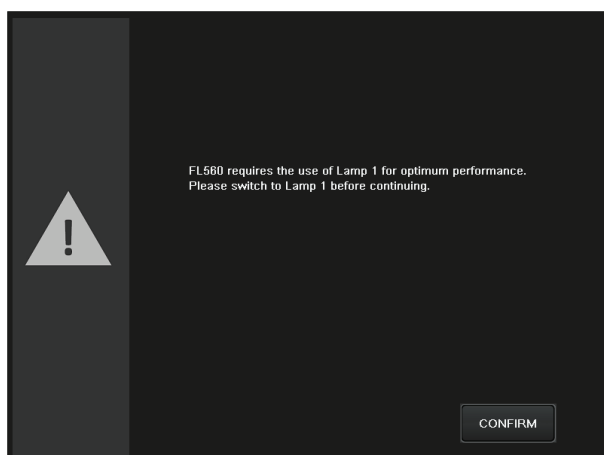 FL560 requires the use of Lamp 1 for optimum performance.
Please switch to Lamp 1 before continuing.
CONFIRM